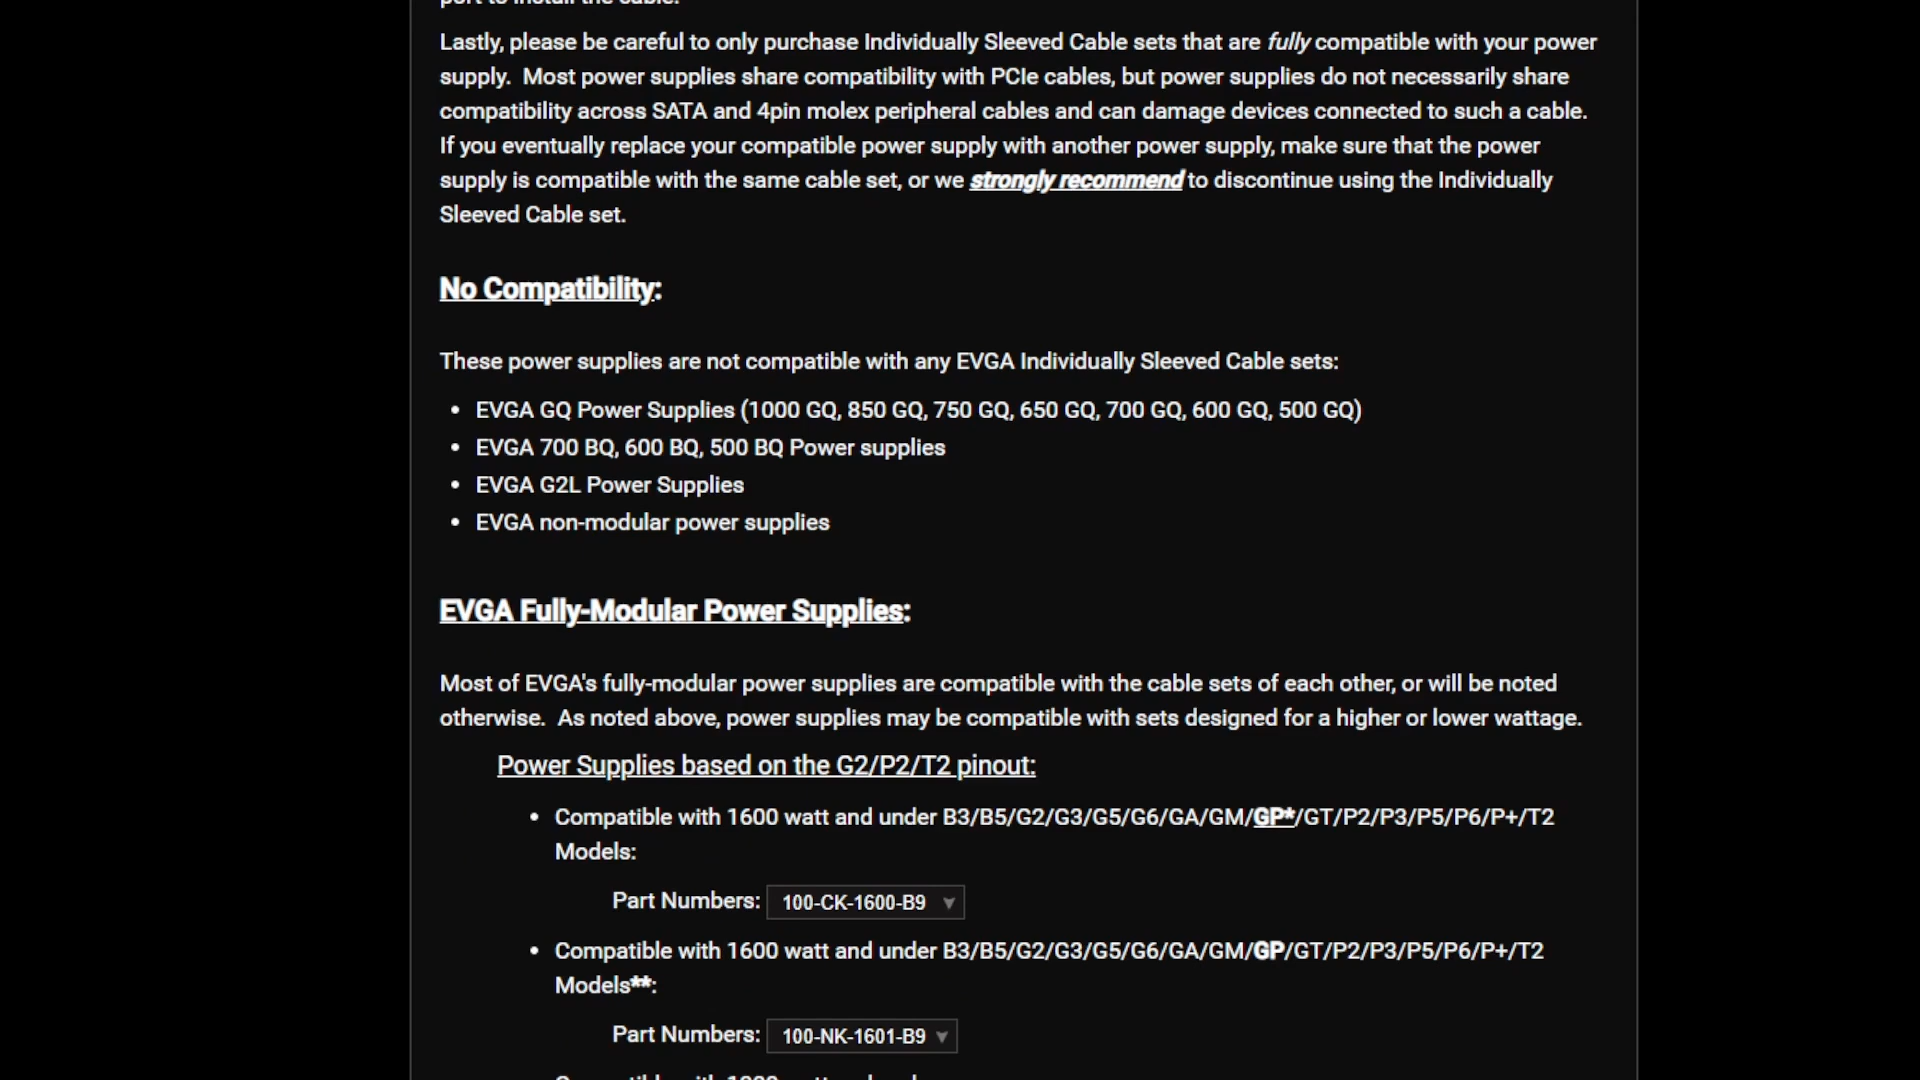 port to install the cable.
Lastly, please be careful to only purchase Individually Sleeved Cable sets that are fully compatible with your power
supply.  Most power supplies share compatibility with PCIe cables, but power supplies do not necessarily share
compatibility across SATA and 4pin molex peripheral cables and can damage devices connected to such a cable.
If you eventually replace your compatible power supply with another power supply, make sure that the power
supply is compatible with the same cable set, or we strongly recommend to discontinue using the Individually
Sleeved Cable set.
No Compatibility:
These power supplies are not compatible with any EVGA Individually Sleeved Cable sets:
• EVGA GQ Power Supplies (1000 GQ, 850 GQ, 750 GQ, 650 GQ, 700 GQ, 600 GQ, 500 GQ)
• EVGA 700 BQ, 600 BQ, 500 BQ Power supplies
• EVGA G2L Power Supplies
• EVGA non-modular power supplies
EVGA Fully-Modular Power Supplies:
Most of EVGA's fully-modular power supplies are compatible with the cable sets of each other, or will be noted
otherwise.  As noted above, power supplies may be compatible with sets designed for a higher or lower wattage.
Power Supplies based on the G2/P2/T2 pinout:
• Compatible with 1600 watt and under B3/B5/G2/G3/G5/G6/GA/GM/GP*/GT/P2/P3/P5/P6/P+/T2
Models:
Part Numbers: 100-CK-1600-B9
• Compatible with 1600 watt and under B3/B5/G2/G3/G5/G6/GA/GM/GP/GT/P2/P3/P5/P6/P+/T2
Models**:
Part Numbers: 100-NK-1601-B9